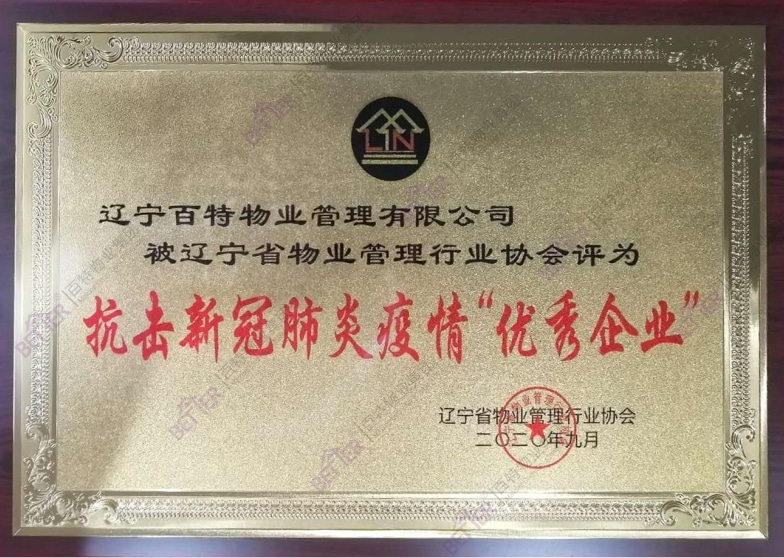 LN
辽宁百特物业管理有限公司
被辽宁省物业管理行业协会评为
抗击新冠肺炎疫情“优秀企业”
辽宁省物业管理行业协会
二〇二〇年九月
BETTER